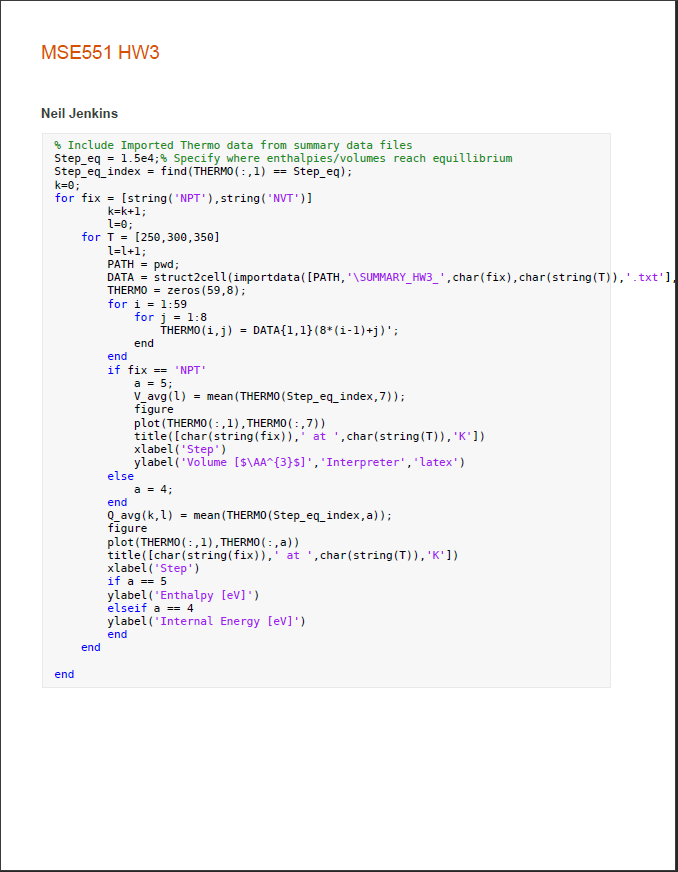 MSE551 HW3
Neil Jenkins
% Include Imported Thermo data from summary data files
Step_eq = 1.5e4;% Specify where enthalpies/volumes reach equillibrium
Step_eq_index = find(THERMO(:,1) == Step_eq);
k=0;
for fix = [string('NPT'),string('NVT')]
        k=k+1;
        l=0;
    for T = [250,300,350]
        l=l+1;
        PATH = pwd;
        DATA = struct2cell(importdata([PATH,'\SUMMARY_HW3_',char(fix),char(string(T)),'.txt'],
        THERMO = zeros(59,8);
        for i = 1:59
            for j = 1:8
                THERMO(i,j) = DATA{1,1}(8*(i-1)+j)';
            end
        end
        if fix == 'NPT'
            a = 5;
            V_avg(l) = mean(THERMO(Step_eq_index,7));
            figure
            plot(THERMO(:,1),THERMO(:,7))
            title([char(string(fix)),' at ',char(string(T)),'K'])
            xlabel('Step')
            ylabel('Volume [$\AA^{3}$]','Interpreter','latex')
        else
            a = 4;
        end
        Q_avg(k,l) = mean(THERMO(Step_eq_index,a));
        figure
        plot(THERMO(:,1),THERMO(:,a))
        title([char(string(fix)),' at ',char(string(T)),'K'])
        xlabel('Step')
        if a == 5
        ylabel('Enthalpy [eV]')
        elseif a == 4
        ylabel('Internal Energy [eV]')
        end
    end
end